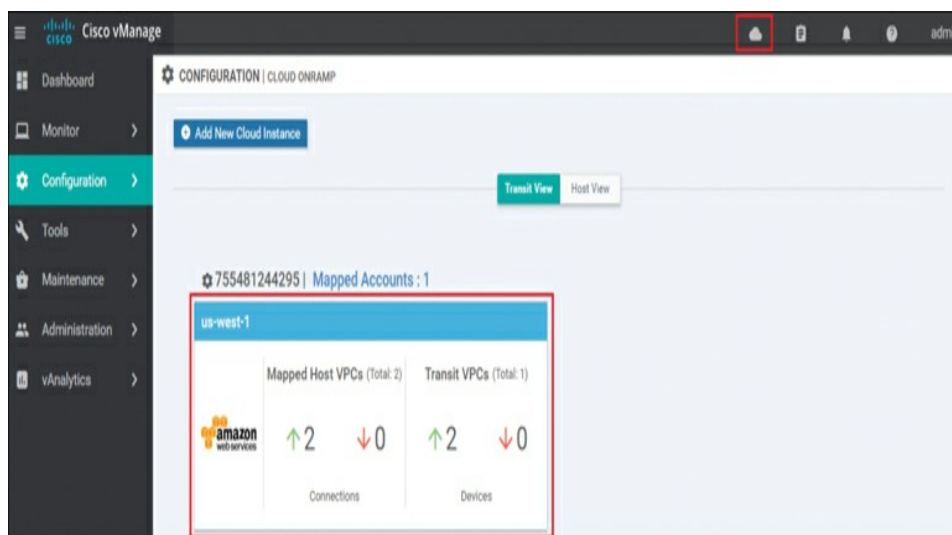 CISCO
Cisco vManage
admi
Dashboard
CONFIGURATION | CLOUD ONRAMP
Monitor
Add New Cloud Instance
Configuration
Transit View
Host View
Tools
Maintenance
755481244295 | Mapped Accounts : 1
Administration
us-west-1
vAnalytics
Mapped Host VPCs (Total: 2)
Transit VPCs (Total: 1)
amazon
web services
2
0
2
0
Connections
Devices